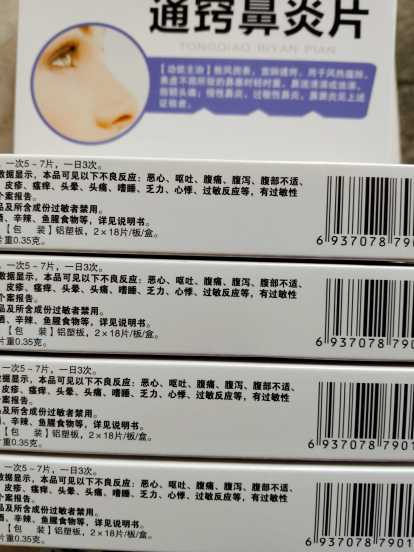 通窍鼻炎片
TONGQIAO BIYAN PIAN
【功能主治】散风固表，宣肺通窍。用于风热蕴肺、
表虚不固所致的鼻塞时轻时重、鼻流清涕或浊涕、
前额头痛；慢性鼻炎、过敏性鼻炎、鼻窦炎见上述
证候者。
一次5～7片，一日3次。
数据显示，本品可见以下不良反应：恶心、呕吐、腹痛、腹泻、腹部不适、
皮疹、瘙痒、头晕、头痛、嗜睡、乏力、心悸、过敏反应等，有过敏性
个案报告。
品及所含成份过敏者禁用。
酒、辛辣、鱼腥食物等，详见说明书。
【包 装】铝塑板，2×18片/板/盒。
片重0.35克。
6 937078 790
一次5～7片，一日3次。
数据显示，本品可见以下不良反应：恶心、呕吐、腹痛、腹泻、腹部不适、
皮疹、瘙痒、头晕、头痛、嗜睡、乏力、心悸、过敏反应等，有过敏性
个案报告。
品及所含成份过敏者禁用。
酒、辛辣、鱼腥食物等，详见说明书。
【包 装】铝塑板，2×18片/板/盒。
片重0.35克。
6 937078 790
一次5～7片，一日3次。
数据显示，本品可见以下不良反应：恶心、呕吐、腹痛、腹泻、腹部不适、
皮疹、瘙痒、头晕、头痛、嗜睡、乏力、心悸、过敏反应等，有过敏性
个案报告。
品及所含成份过敏者禁用。
辛辣、鱼腥食物等，详见说明书。
【包 装】铝塑板，2×18片/板/盒。
重0.35克。
6 937078 7901
一次5～7片，一日3次。
据显示，本品可见以下不良反应：恶心、呕吐、腹痛、腹泻、腹部不适、
皮疹、瘙痒、头晕、头痛、嗜睡、乏力、心悸、过敏反应等，有过敏性
案报告。
及所含成份过敏者禁用。
辛辣、鱼腥食物等，详见说明书。
【包 装】铝塑板，2×18片/板/盒。
重0.35克。
6 937078 7901